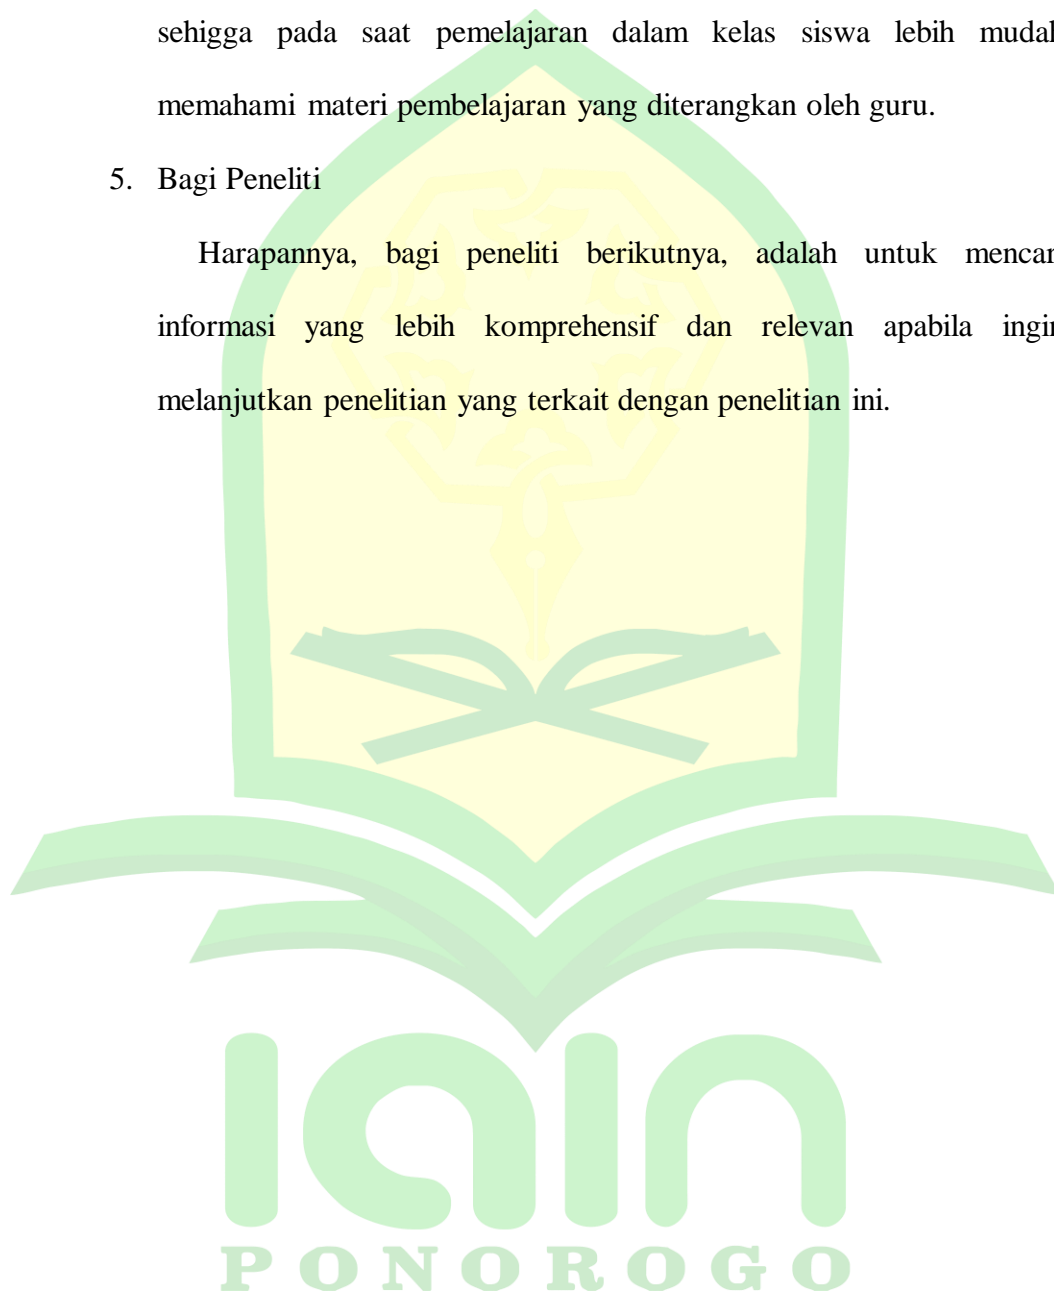 sehigga pada saat pemelajaran dalam kelas siswa lebih mudah
memahami materi pembelajaran yang diterangkan oleh guru.
5. Bagi Peneliti
Harapannya, bagi peneliti berikutnya, adalah untuk mencari
informasi yang lebih komprehensif dan relevan apabila ingin
melanjutkan penelitian yang terkait dengan penelitian ini.
iain
PONOROGO